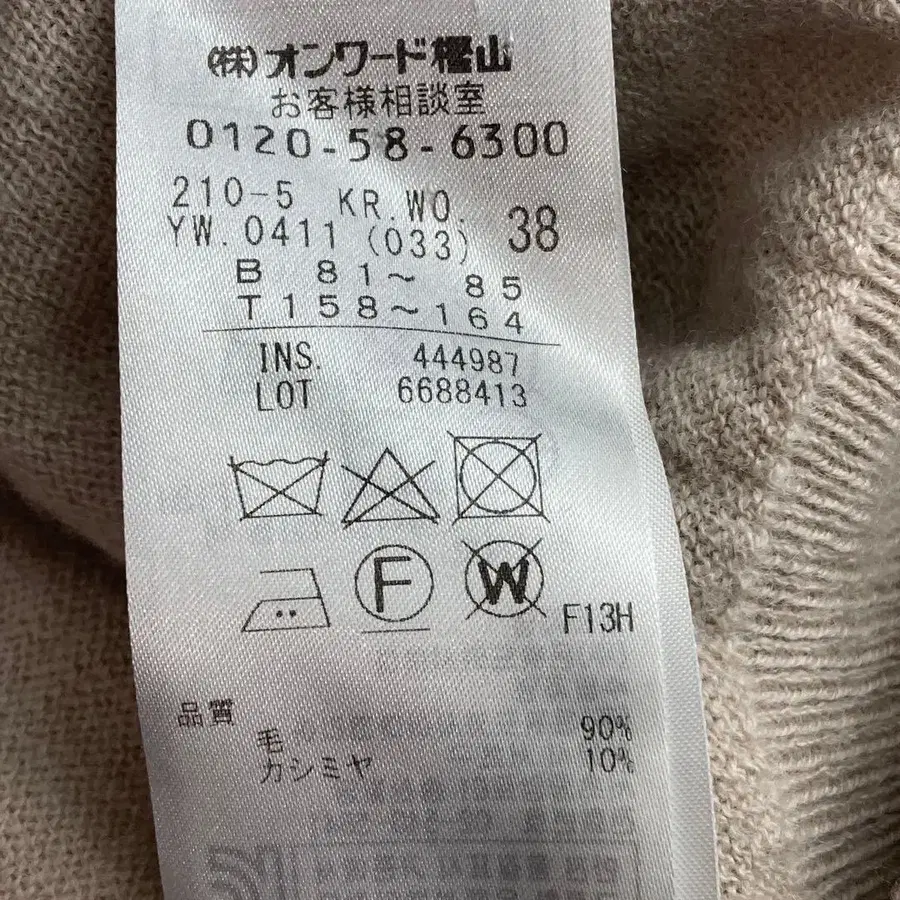 (株)オンワード樫山
お客様相談室
0120-58-6300
210-5 KR.WO. 38
YW.0411 (033)
B 81〜 85
T158〜164
INS. 444987
LOT 6688413
F
W
F13H
品質
毛 90%
カシミヤ 10%